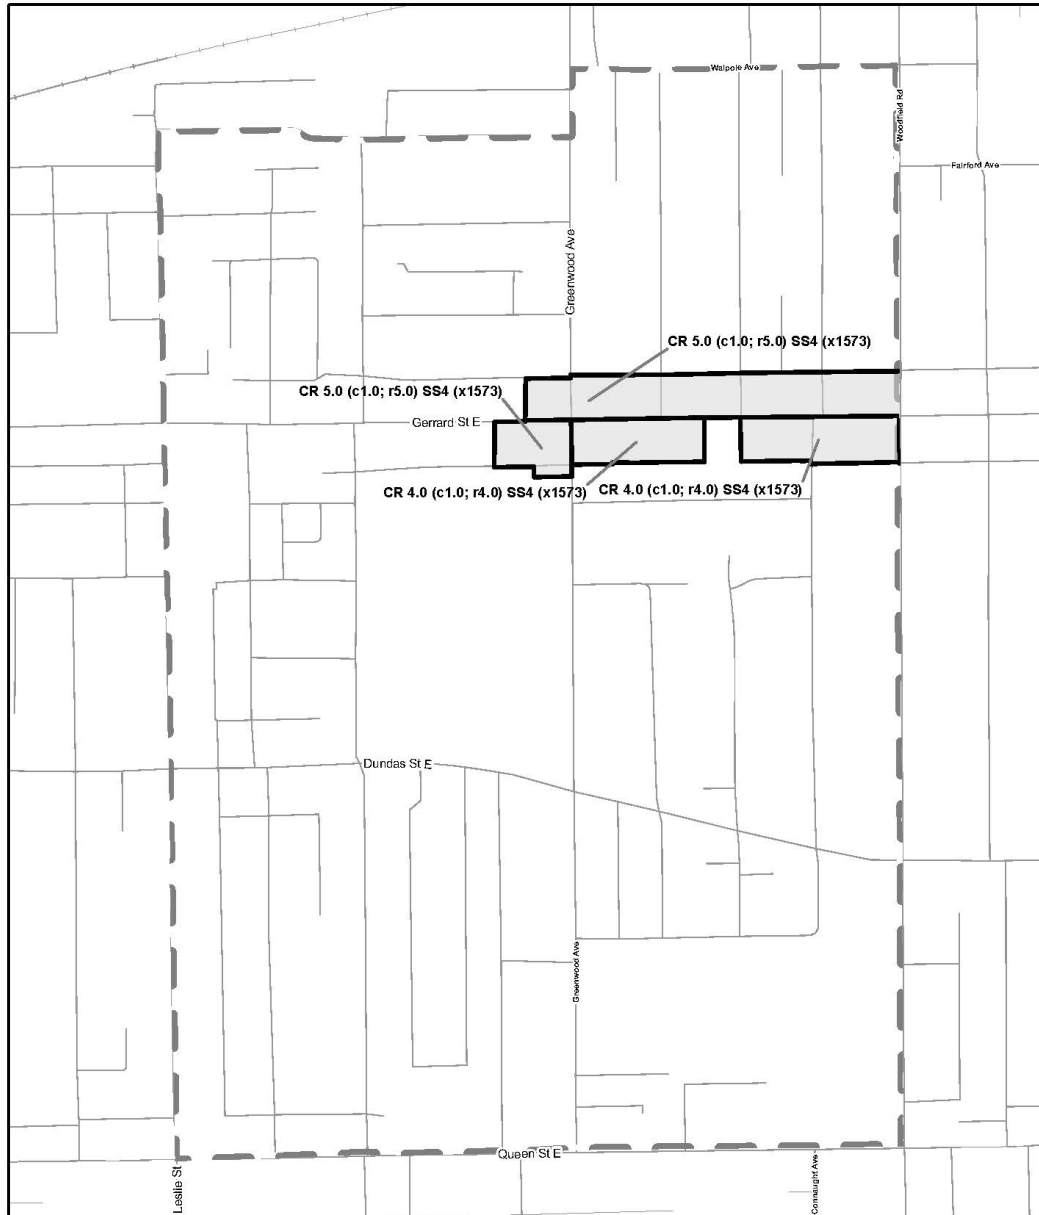 Walpole Ave
Woodfield Rd
Fairford Ave
Greenwood Ave
CR 5.0 (c1.0; r5.0) SS4 (x1573)
CR 5.0 (c1.0; r5.0) SS4 (x1573)
Gerrard St E
CR 4.0 (c1.0; r4.0) SS4 (x1573)
CR 4.0 (c1.0; r4.0) SS4 (x1573)
Dundas St E
Greenwood Ave
Queen St E
Leslie St
Connaught Ave